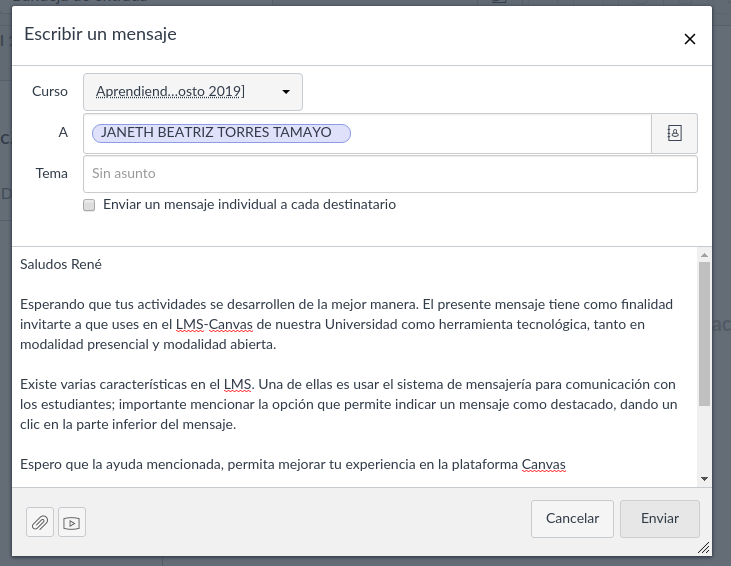 Escribir un mensaje
Curso Aprendiend...osto 2019]
A JANETH BEATRIZ TORRES TAMAYO
Tema Sin asunto
Enviar un mensaje individual a cada destinatario
Saludos René
Esperando que tus actividades se desarrollen de la mejor manera. El presente mensaje tiene como finalidad
invitarte a que uses en el LMS-Canvas de nuestra Universidad como herramienta tecnológica, tanto en
modalidad presencial y modalidad abierta.
Existe varias características en el LMS. Una de ellas es usar el sistema de mensajería para comunicación con
los estudiantes; importante mencionar la opción que permite indicar un mensaje como destacado, dando un
clic en la parte inferior del mensaje.
Espero que la ayuda mencionada, permita mejorar tu experiencia en la plataforma Canvas
Cancelar Enviar